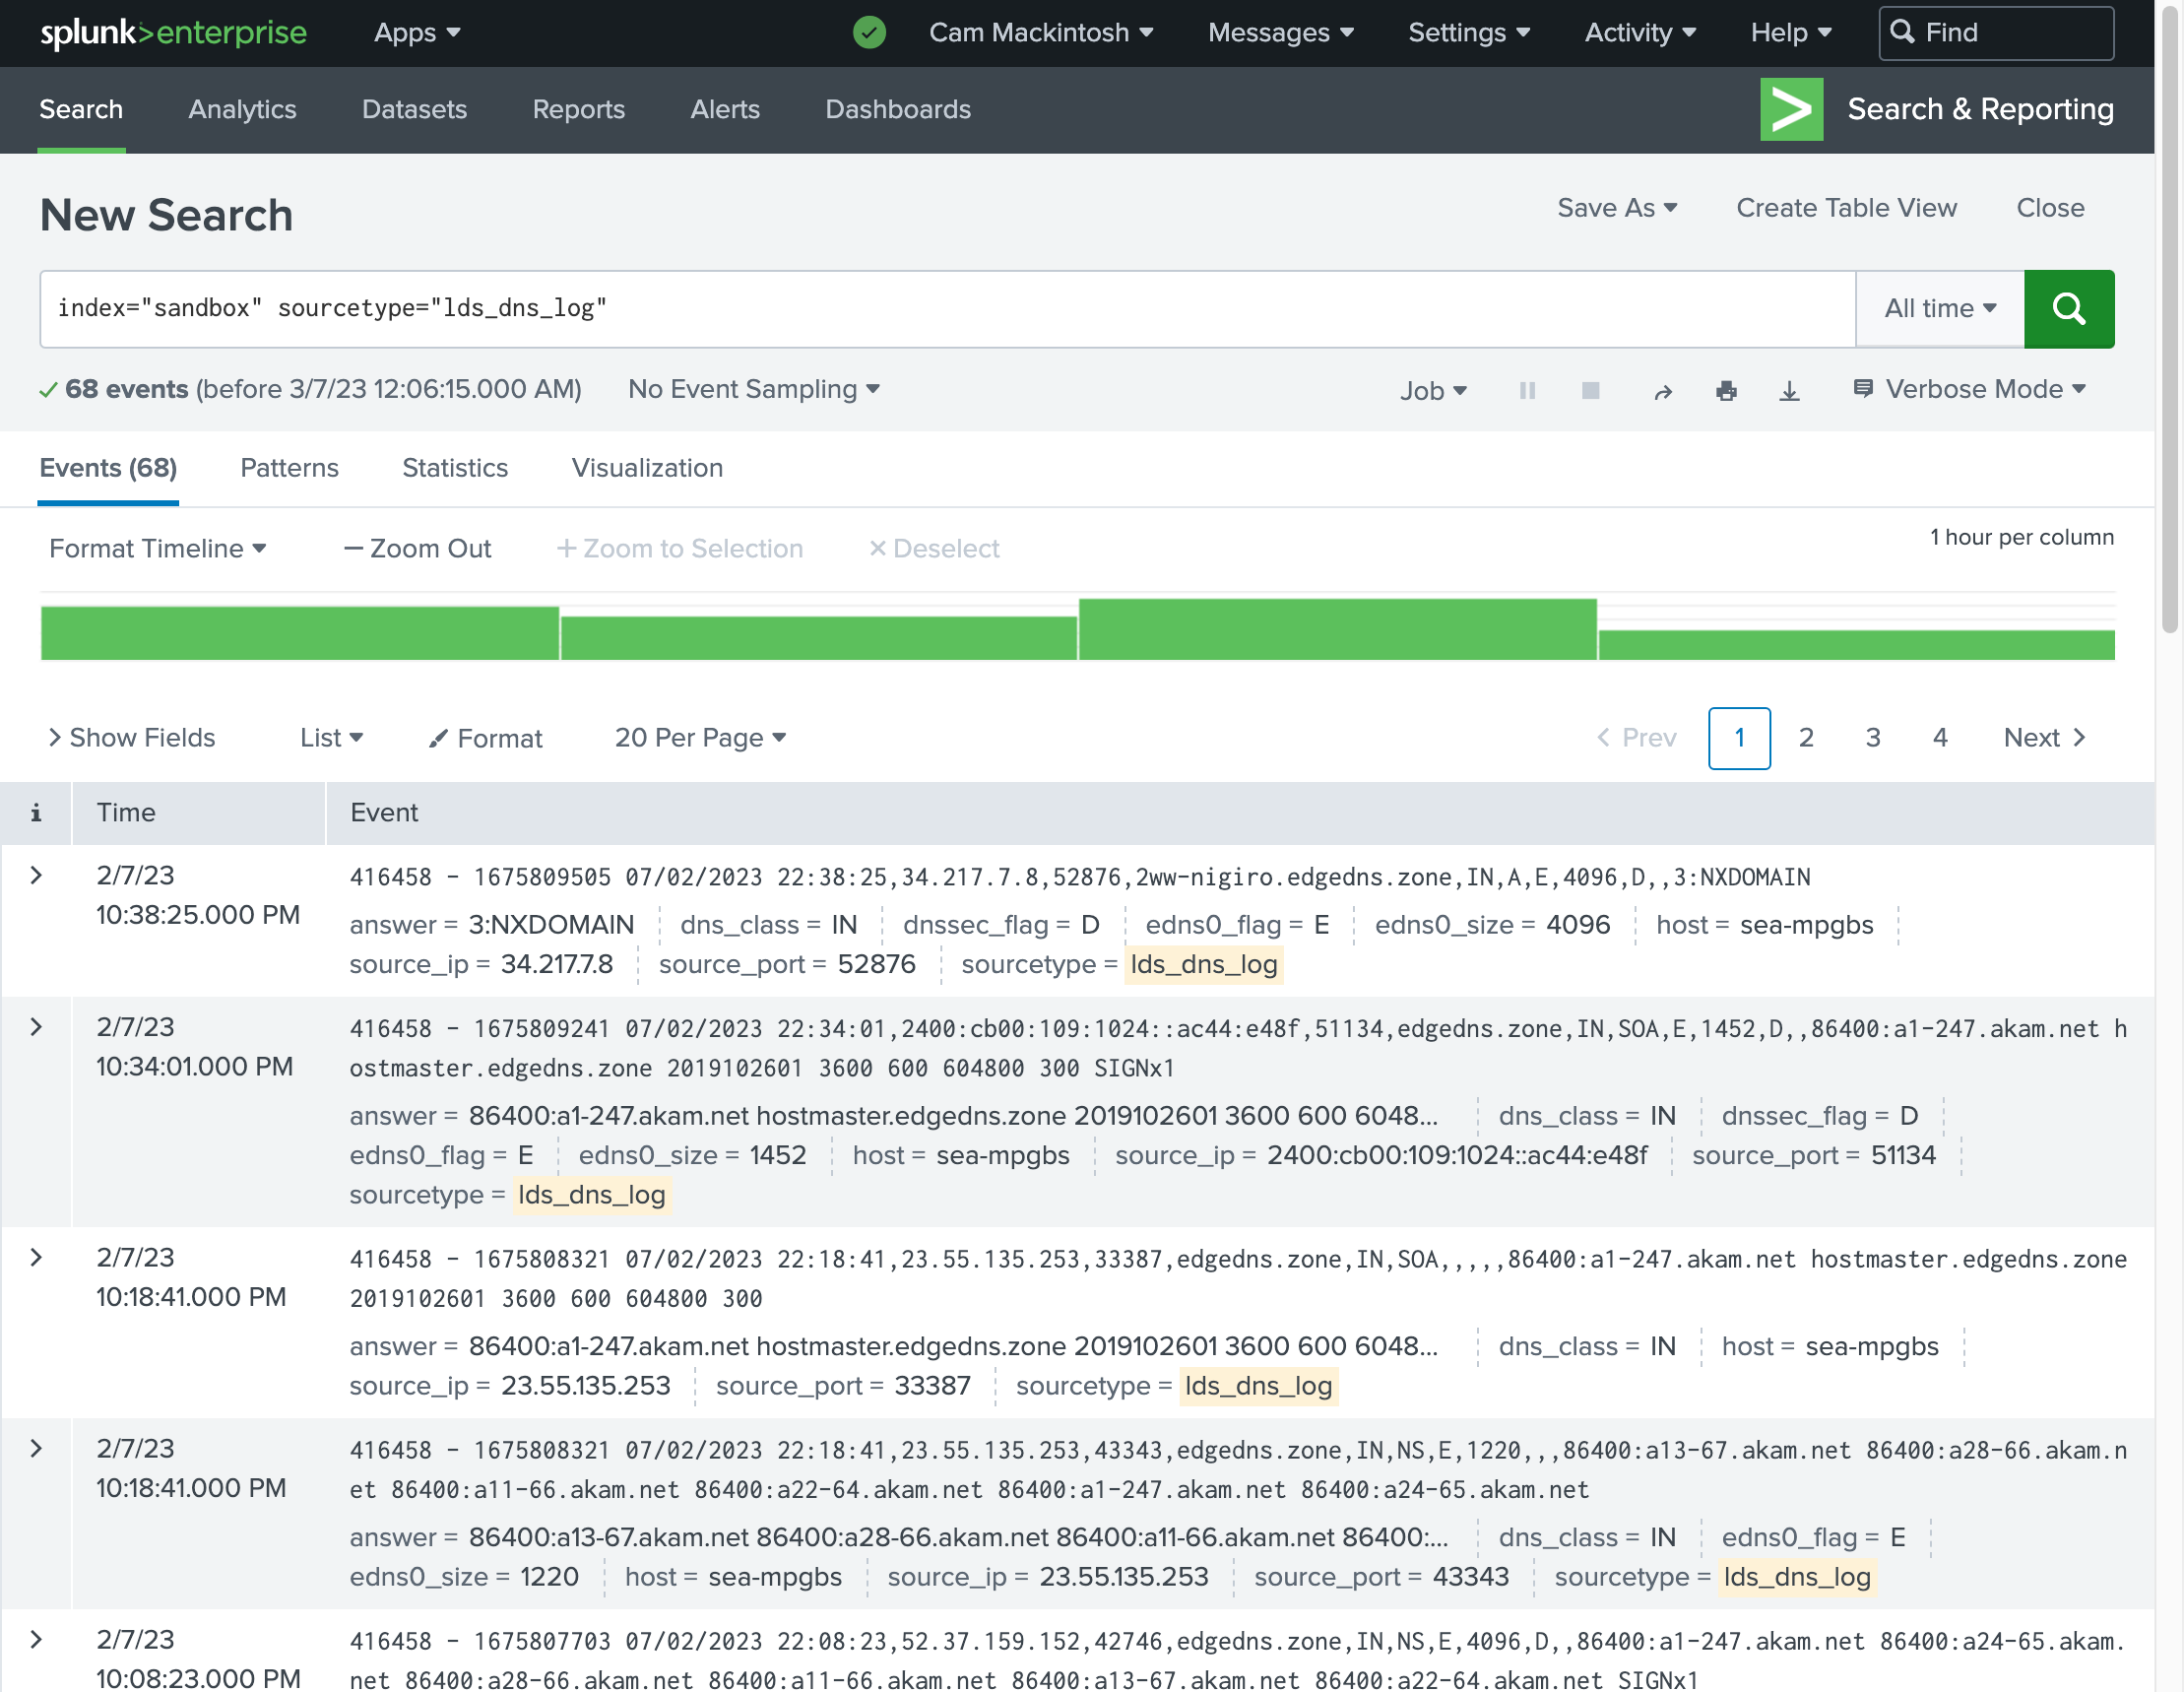 splunk>enterprise Apps Cam Mackintosh Messages Settings Activity Help Find
Search Analytics Datasets Reports Alerts Dashboards > Search & Reporting
New Search Save As Create Table View Close
index="sandbox" sourcetype="lds_dns_log" All time
68 events (before 3/7/23 12:06:15.000 AM) No Event Sampling Job Verbose Mode
Events (68) Patterns Statistics Visualization
Format Timeline — Zoom Out + Zoom to Selection × Deselect 1 hour per column
> Show Fields List Format 20 Per Page < Prev 1 2 3 4 Next >
i Time Event
> 2/7/23 416458 - 1675809505 07/02/2023 22:38:25,34.217.7.8,52876,2ww-nigiro.edgedns.zone,IN,A,E,4096,D,,3:NXDOMAIN
10:38:25.000 PM answer = 3:NXDOMAIN dns_class = IN dnssec_flag = D edns0_flag = E edns0_size = 4096 host = sea-mpgbs
source_ip = 34.217.7.8 source_port = 52876 sourcetype = lds_dns_log
> 2/7/23 416458 - 1675809241 07/02/2023 22:34:01,2400:cb00:109:1024::ac44:e48f,51134,edgedns.zone,IN,SOA,E,1452,D,,86400:a1-247.akam.net h
10:34:01.000 PM ostmaster.edgedns.zone 2019102601 3600 600 604800 300 SIGNx1
answer = 86400:a1-247.akam.net hostmaster.edgedns.zone 2019102601 3600 600 6048... dns_class = IN dnssec_flag = D
edns0_flag = E edns0_size = 1452 host = sea-mpgbs source_ip = 2400:cb00:109:1024::ac44:e48f source_port = 51134
sourcetype = lds_dns_log
> 2/7/23 416458 - 1675808321 07/02/2023 22:18:41,23.55.135.253,33387,edgedns.zone,IN,SOA,,,,,86400:a1-247.akam.net hostmaster.edgedns.zone
10:18:41.000 PM 2019102601 3600 600 604800 300
answer = 86400:a1-247.akam.net hostmaster.edgedns.zone 2019102601 3600 600 6048... dns_class = IN host = sea-mpgbs
source_ip = 23.55.135.253 source_port = 33387 sourcetype = lds_dns_log
> 2/7/23 416458 - 1675808321 07/02/2023 22:18:41,23.55.135.253,43343,edgedns.zone,IN,NS,E,1220,,,86400:a13-67.akam.net 86400:a28-66.akam.n
10:18:41.000 PM et 86400:a11-66.akam.net 86400:a22-64.akam.net 86400:a1-247.akam.net 86400:a24-65.akam.net
answer = 86400:a13-67.akam.net 86400:a28-66.akam.net 86400:a11-66.akam.net 86400:... dns_class = IN edns0_flag = E
edns0_size = 1220 host = sea-mpgbs source_ip = 23.55.135.253 source_port = 43343 sourcetype = lds_dns_log
> 2/7/23 416458 - 1675807703 07/02/2023 22:08:23,52.37.159.152,42746,edgedns.zone,IN,NS,E,4096,D,,86400:a1-247.akam.net 86400:a24-65.akam.
10:08:23.000 PM net 86400:a28-66.akam.net 86400:a11-66.akam.net 86400:a13-67.akam.net 86400:a22-64.akam.net SIGNx1